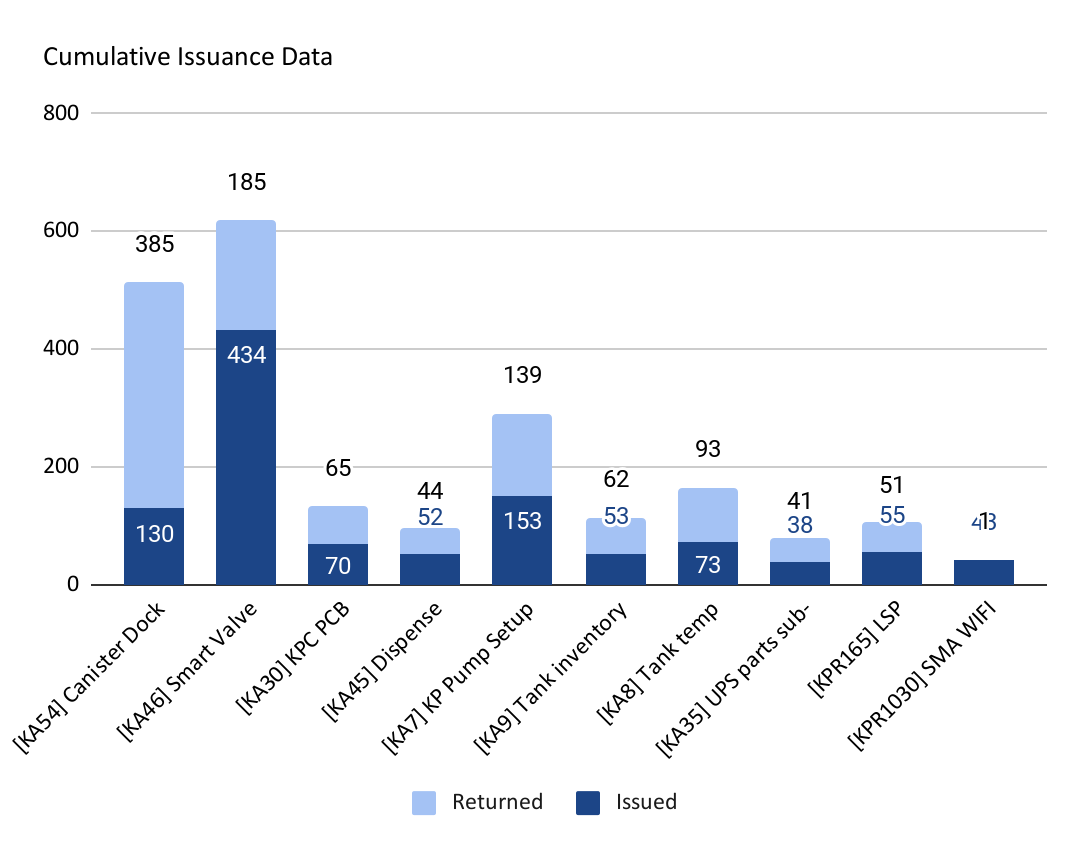 Cumulative Issuance Data
800
600
400
200
0
385
130
185
434
65
70
44
52
139
153
62
53
93
73
41
38
51
55
1
[KA54] Canister Dock
[KA46] Smart Valve
[KA30] KPC PCB
[KA45] Dispense
[KA7] KP Pump Setup
[KA9] Tank inventory
[KA8] Tank temp
[KA35] UPS parts sub-
[KPR165] LSP
[KPR1030] SMA WIFI
Returned
Issued